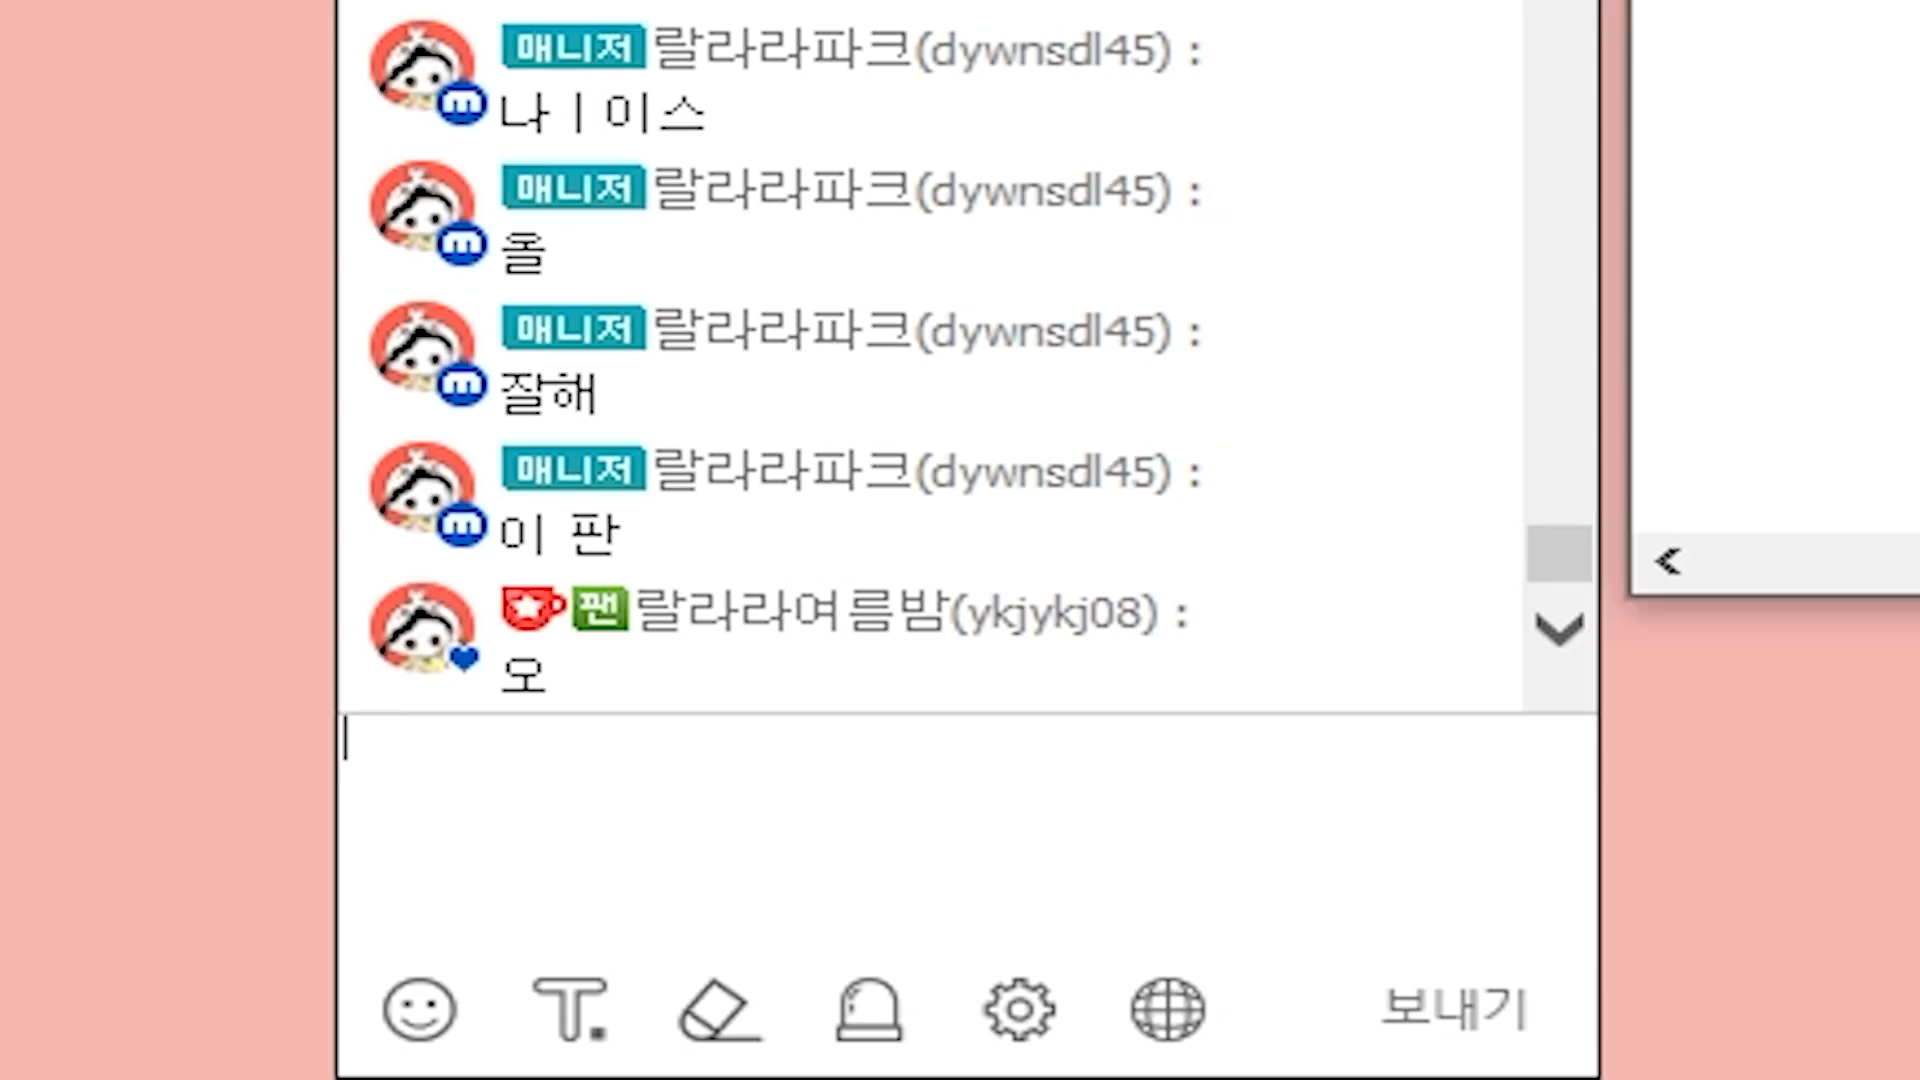 매니저 랄라라파크(dywnsdl45) :
나ㅣ이스
매니저 랄라라파크(dywnsdl45) :
올
매니저 랄라라파크(dywnsdl45) :
잘해
매니저 랄라라파크(dywnsdl45) :
이 판
팬 랄라라여름밤(ykjykj08) :
오
보내기